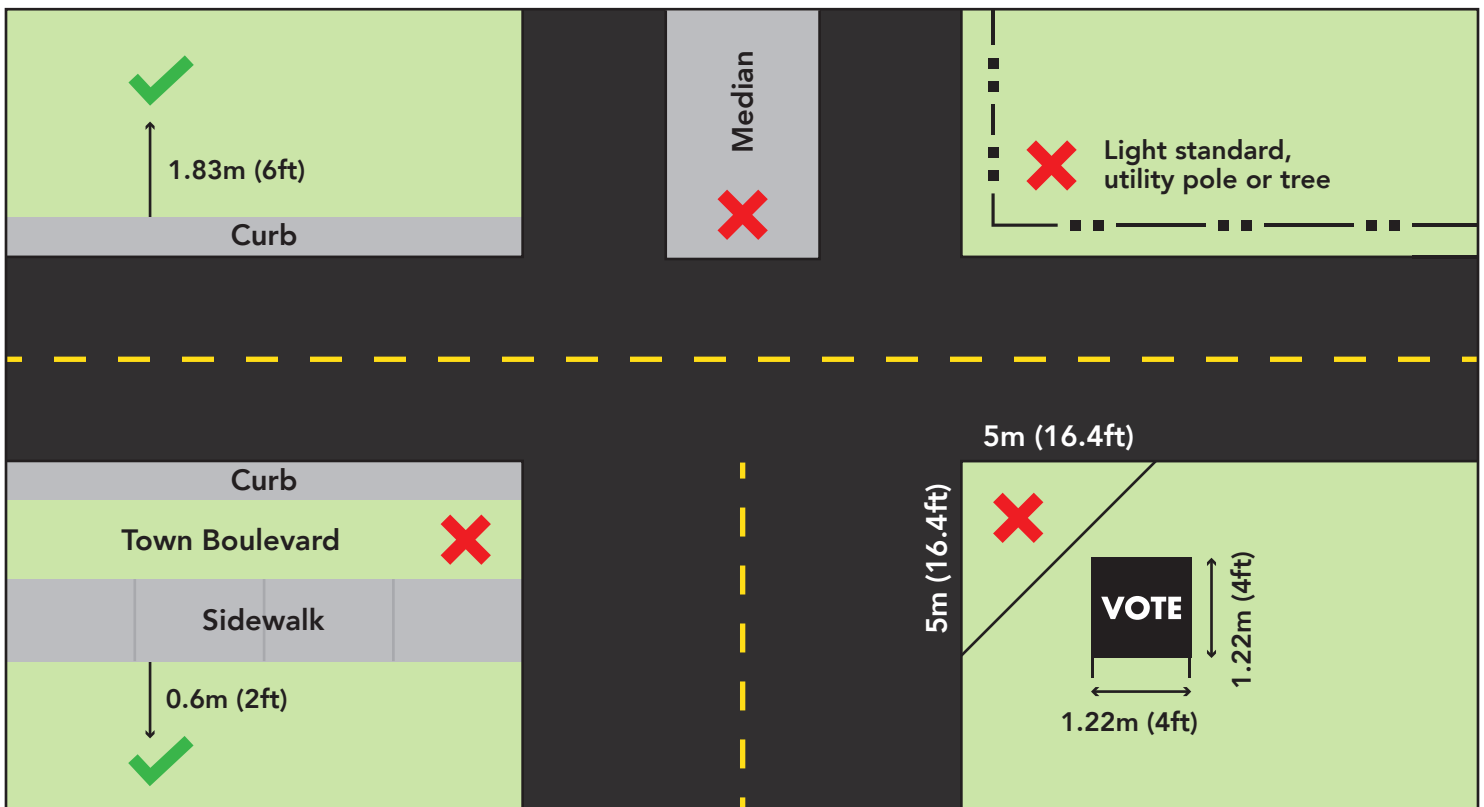 1.83m (6ft)
Curb
Median
Light standard,
utility pole or tree
Curb
Town Boulevard
Sidewalk
0.6m (2ft)
5m (16.4ft)
5m (16.4ft)
VOTE
1.22m (4ft)
1.22m (4ft)